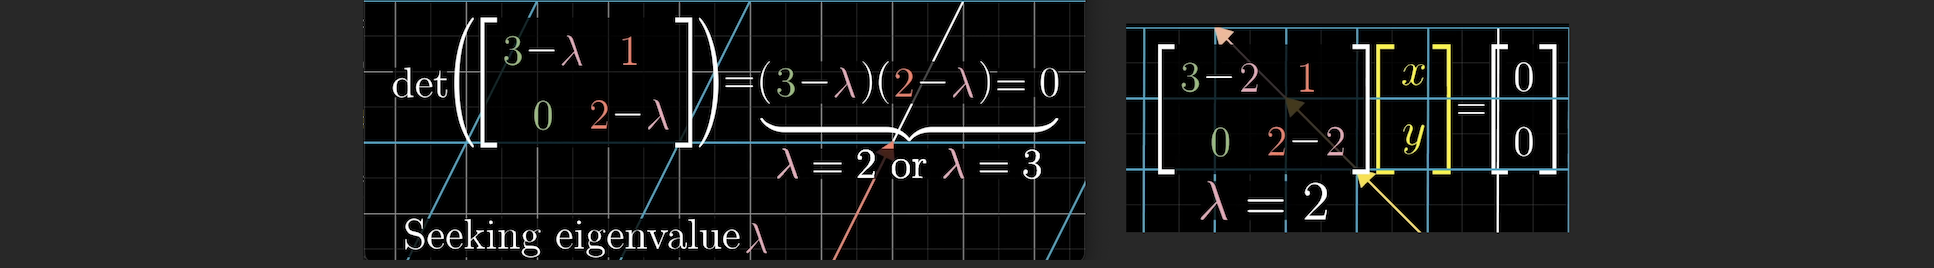 det([3−λ 1
0 2−λ])=(3−λ)(2−λ)=0
λ = 2 or λ = 3
Seeking eigenvalue λ
[3−2 1
0 2−2][x
y]=[0
0]
λ = 2